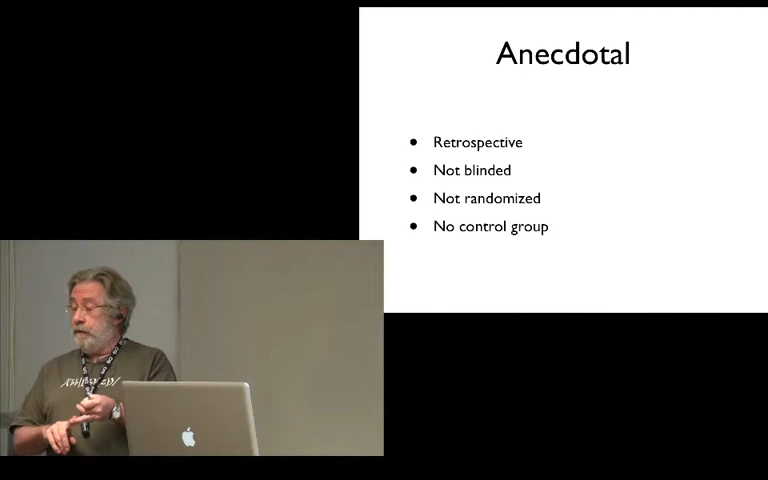 Anecdotal
Retrospective
Not blinded
Not randomized
No control group